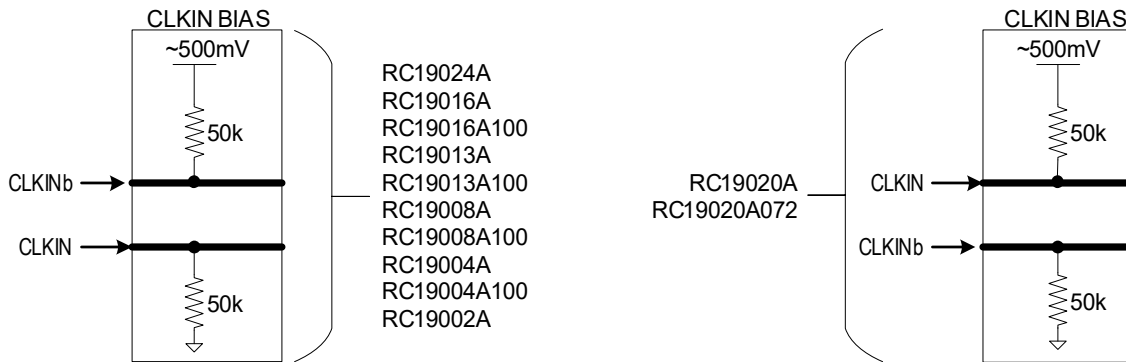 CLKIN BIAS
~500mV
50k
CLKINb
CLKIN
50k
RC19024A
RC19016A
RC19016A100
RC19013A
RC19013A100
RC19008A
RC19008A100
RC19004A
RC19004A100
RC19002A
RC19020A
RC19020A072
CLKIN BIAS
~500mV
50k
CLKIN
CLKINb
50k